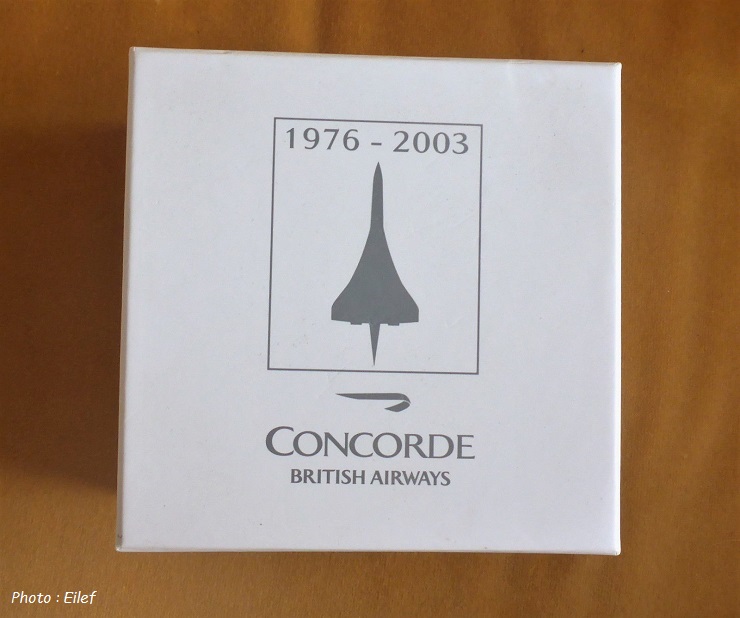 1976 - 2003
CONCORDE
BRITISH AIRWAYS
Photo : Eilef